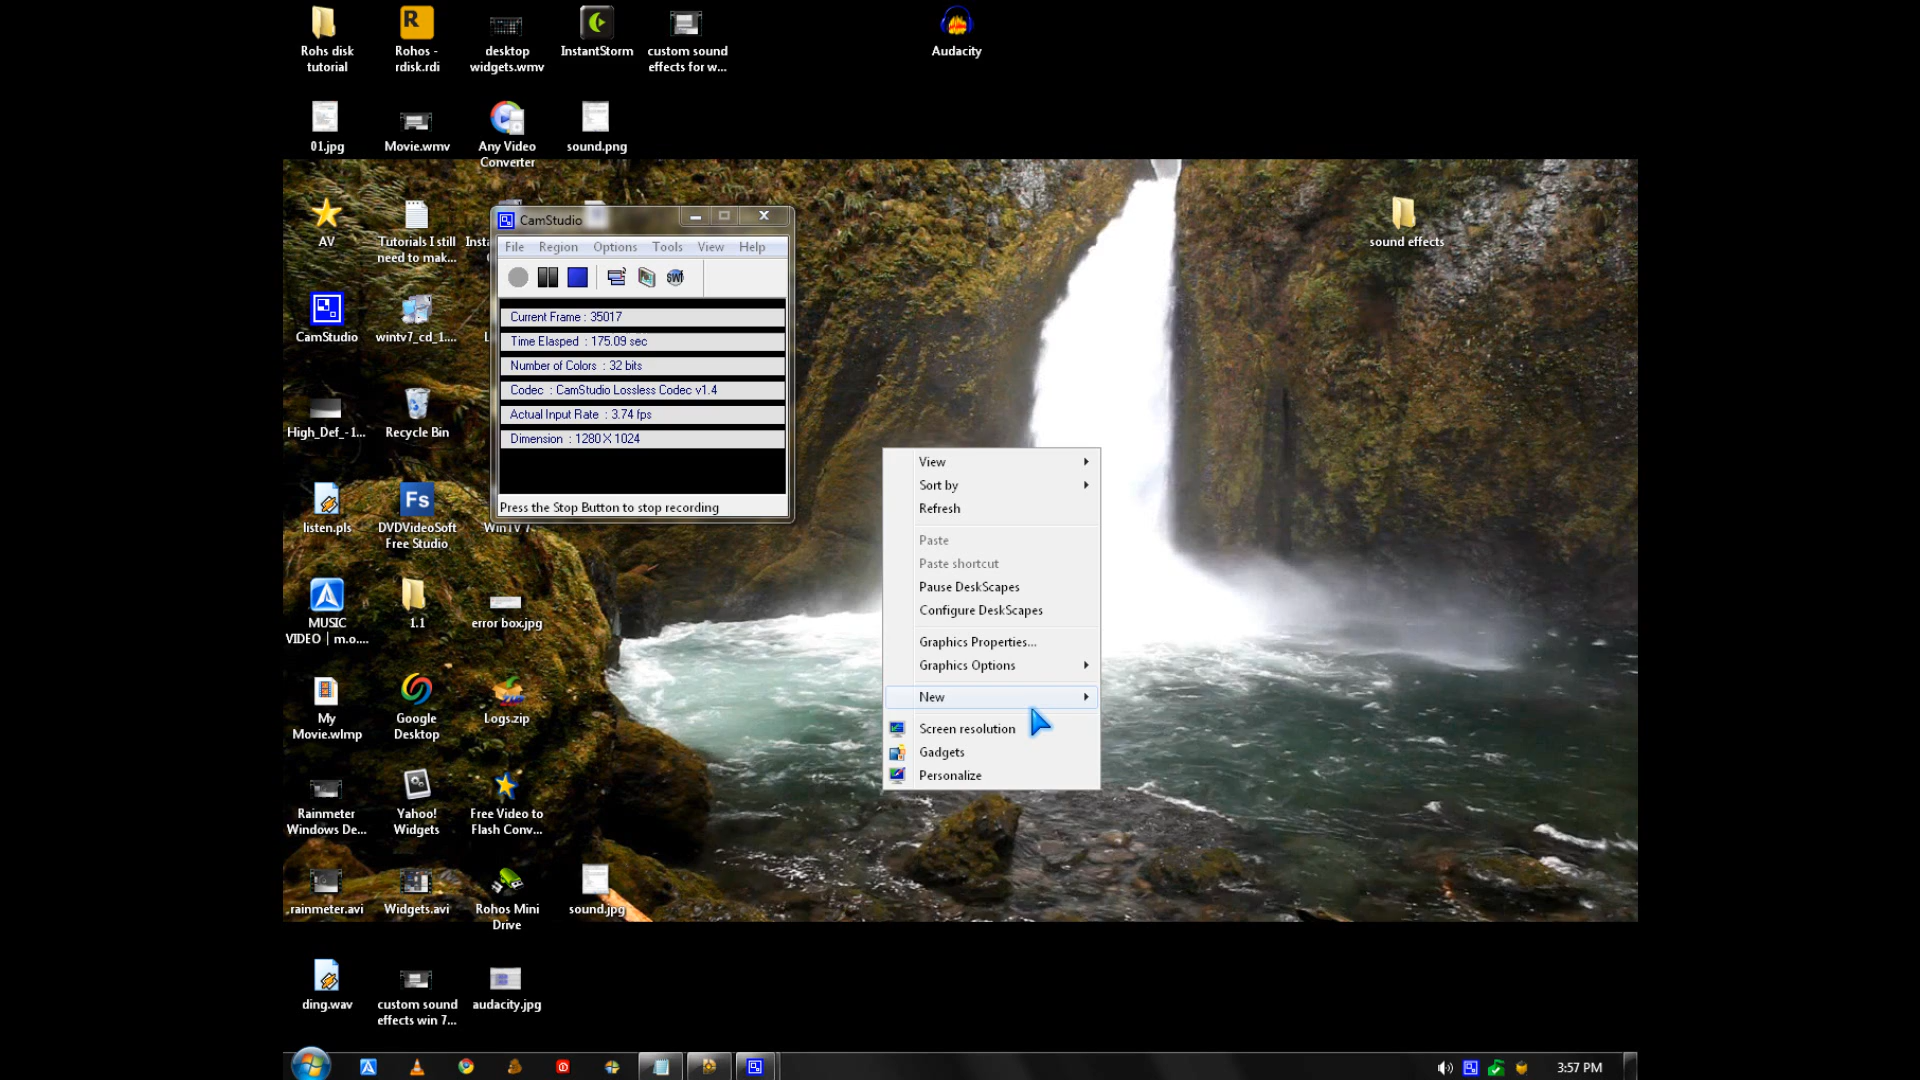 Rohs disk
tutorial
Rohos -
rdisk.rdi
desktop
widgets.wmv
InstantStorm
custom sound
effects for w...
Audacity
01.jpg
Movie.wmv
Any Video
Converter
sound.png
AV
Tutorials I still
need to mak...
sound effects
CamStudio
File Region Options Tools View Help
Current Frame : 35017
Time Elasped : 175.09 sec
Number of Colors : 32 bits
Codec : CamStudio Lossless Codec v1.4
Actual Input Rate : 3.74 fps
Dimension : 1280 X 1024
Press the Stop Button to stop recording
CamStudio
wintv7_cd_1....
High_Def_-1...
Recycle Bin
listen.pls
DVDVideoSoft
Free Studio
WinTV 7
MUSIC
VIDEO | m.o....
1.1
error box.jpg
My
Movie.wlmp
Google
Desktop
Logs.zip
Rainmeter
Windows De...
Yahoo!
Widgets
Free Video to
Flash Conv...
rainmeter.avi
Widgets.avi
Rohos Mini
Drive
sound.jpg
ding.wav
custom sound
effects win 7...
audacity.jpg
View
Sort by
Refresh
Paste
Paste shortcut
Pause DeskScapes
Configure DeskScapes
Graphics Properties...
Graphics Options
New
Screen resolution
Gadgets
Personalize
3:57 PM